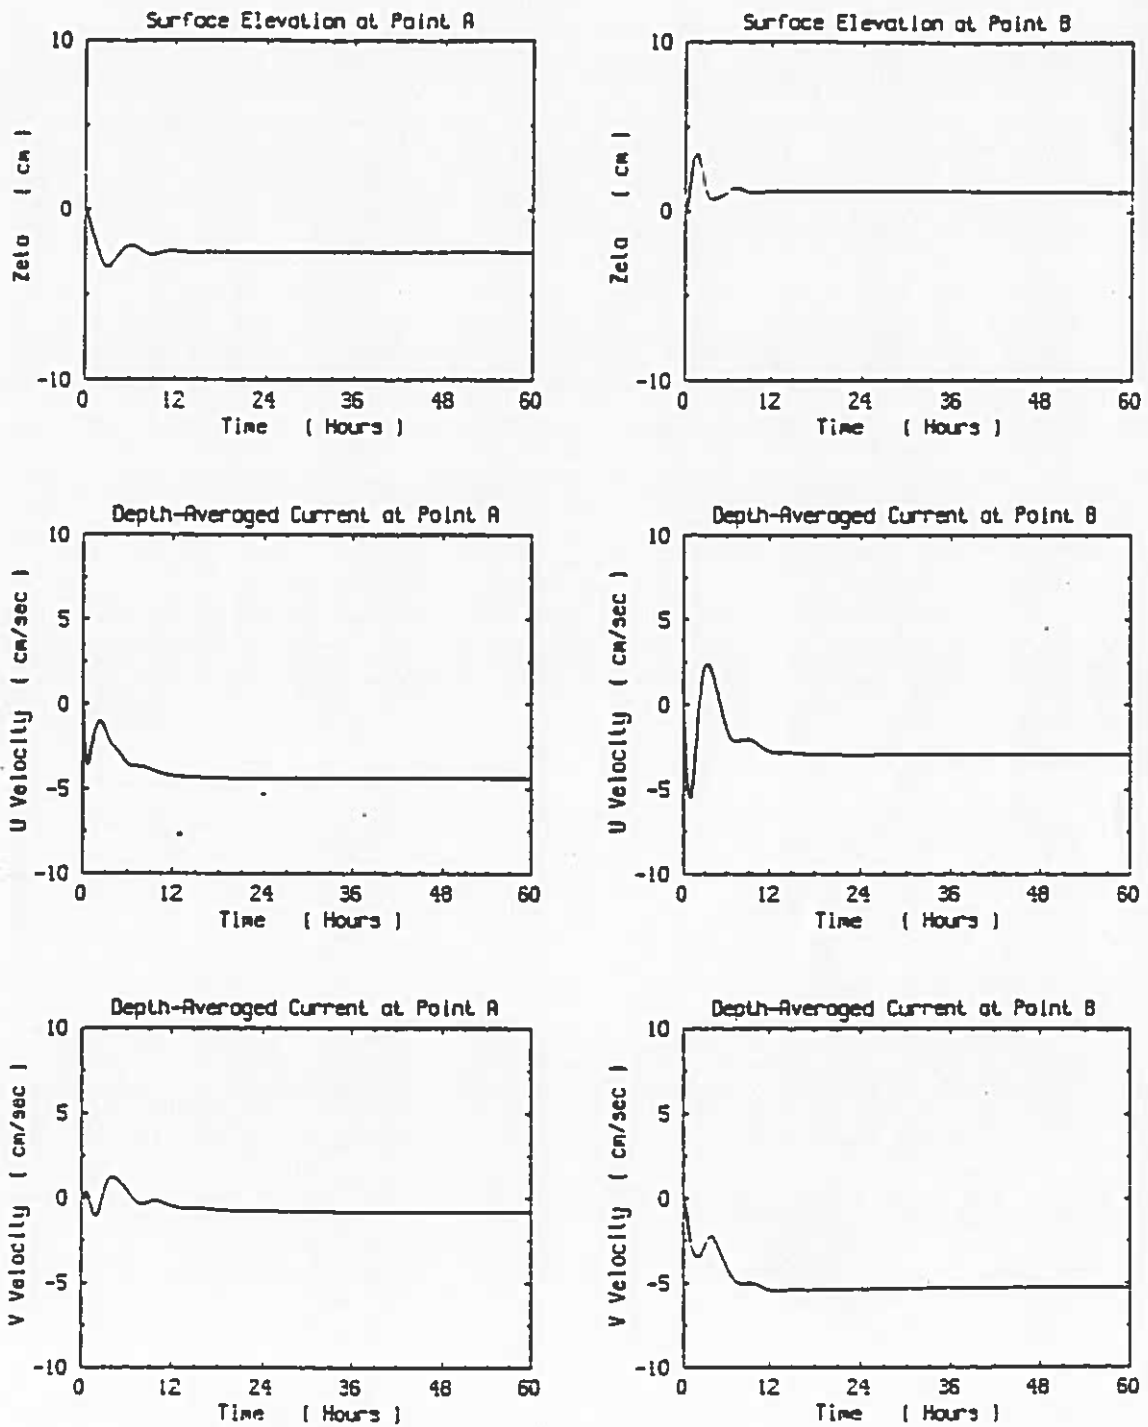 Surface Elevation at Point A
10
0
-10
Zeta ( cm )
0 12 24 36 48 60
Time ( Hours )
Surface Elevation at Point B
10
0
-10
Zeta ( cm )
0 12 24 36 48 60
Time ( Hours )
Depth-Averaged Current at Point A
10
5
0
-5
-10
U Velocity ( cm/sec )
0 12 24 36 48 60
Time ( Hours )
Depth-Averaged Current at Point B
10
5
0
-5
-10
U Velocity ( cm/sec )
0 12 24 36 48 60
Time ( Hours )
Depth-Averaged Current at Point A
10
5
0
-5
-10
V Velocity ( cm/sec )
0 12 24 36 48 60
Time ( Hours )
Depth-Averaged Current at Point B
10
5
0
-5
-10
V Velocity ( cm/sec )
0 12 24 36 48 60
Time ( Hours )